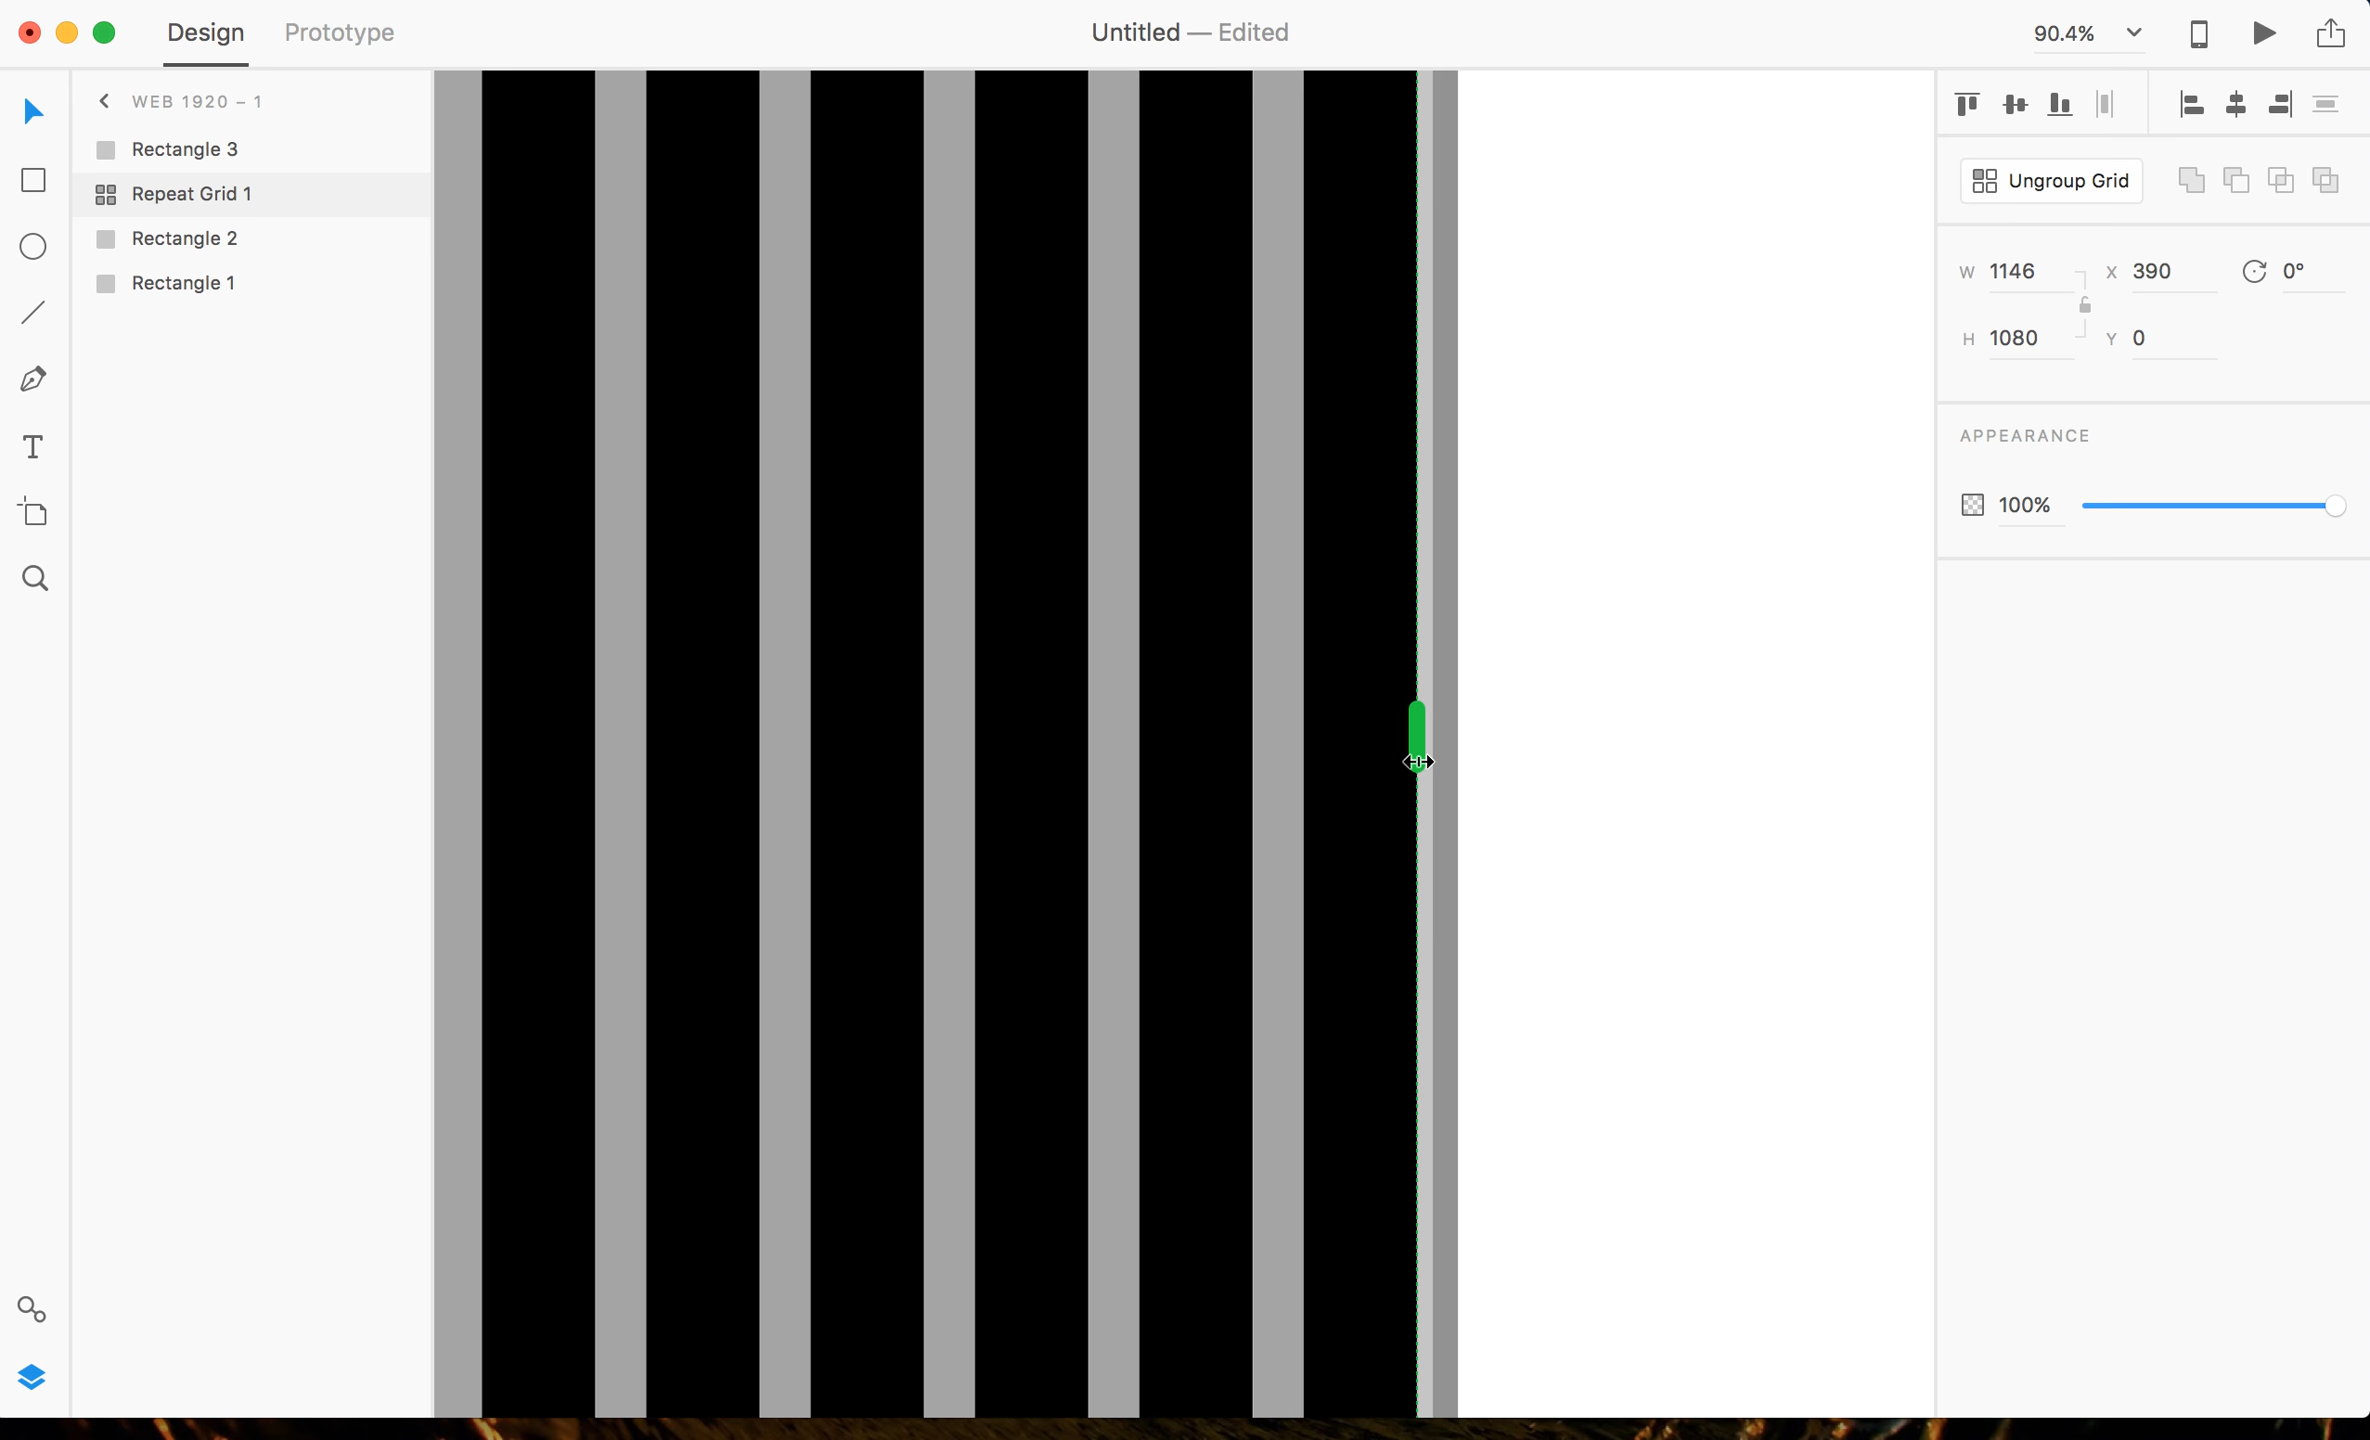 Design Prototype Untitled — Edited 90.4%
WEB 1920 – 1
Rectangle 3
Repeat Grid 1
Rectangle 2
Rectangle 1
Ungroup Grid
W 1146 X 390 0°
H 1080 Y 0
APPEARANCE
100%
T